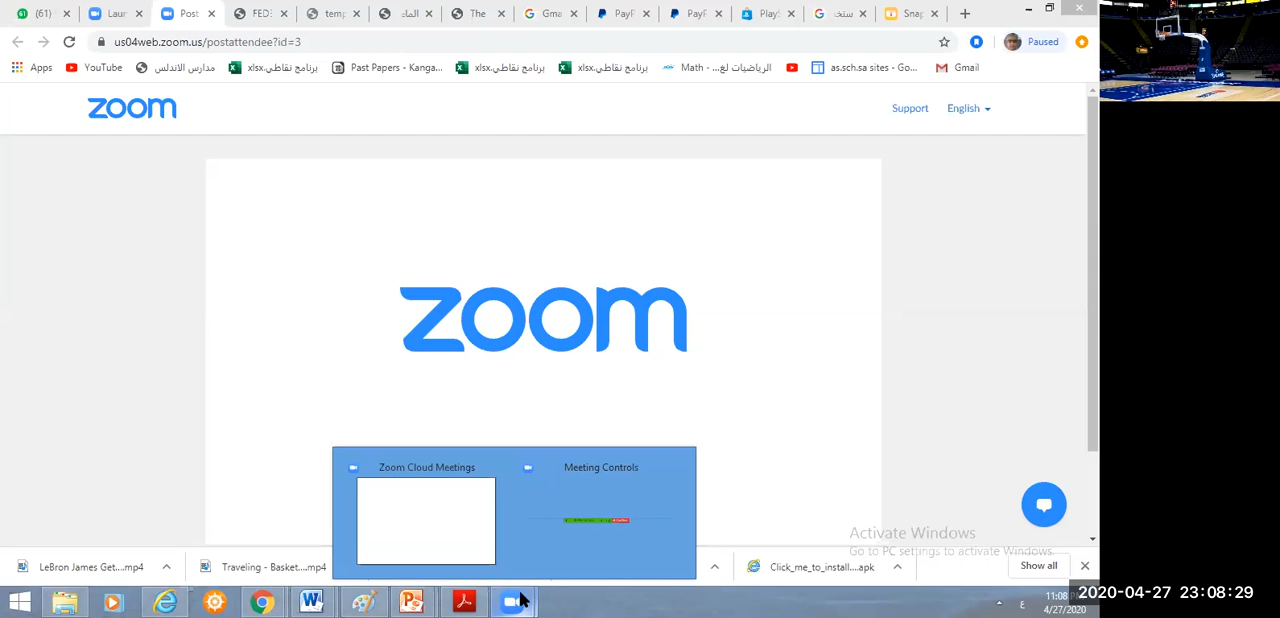 (61)
Laun
Post
FEDS
temp
الماء
Gma
PayP
PayP
PlayS
ستخ
Snap
us04web.zoom.us/postattendee?id=3
Paused
Apps
YouTube
مدارس الاندلس
برنامج نقاطي.xlsx
Past Papers - Kanga...
برنامج نقاطي.xlsx
برنامج نقاطي.xlsx
Math - الرياضيات لغ...
as.sch.sa sites - Go...
Gmail
zoom
Support
English
zoom
Zoom Cloud Meetings
Meeting Controls
Activate Windows
Go to PC settings to activate Windows.
LeBron James Get....mp4
Traveling - Basket....mp4
Click_me_to_install....apk
Show all
11:08
ع
4/27/2020
2020-04-27 23:08:29